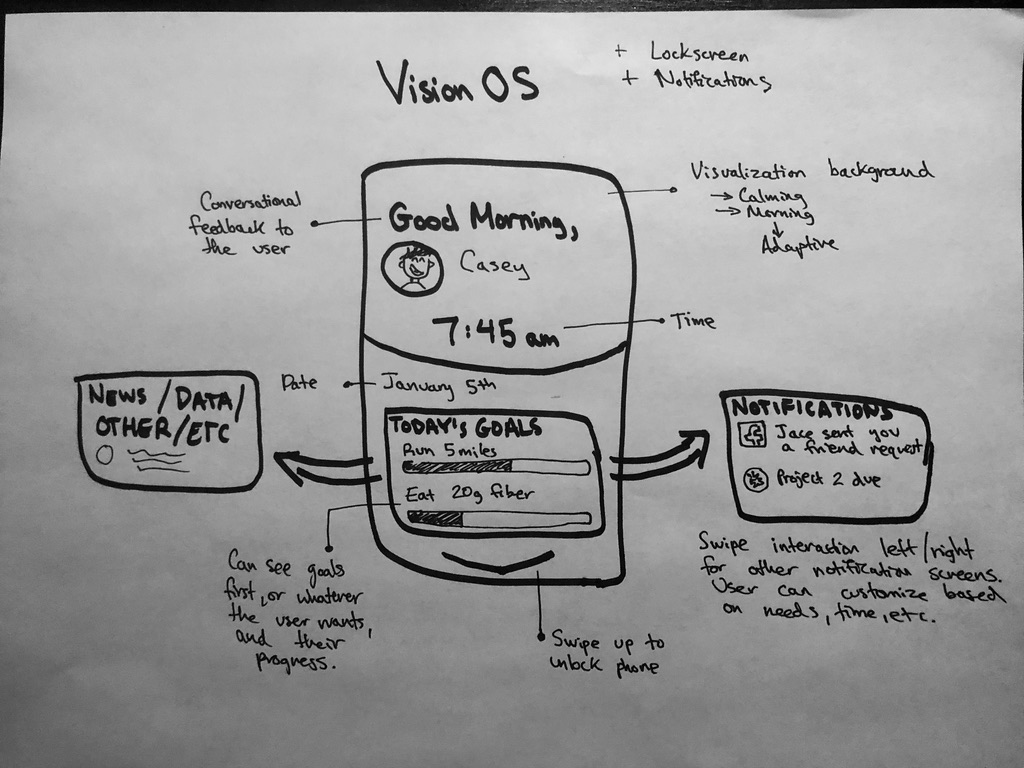 Vision OS
+ Lockscreen
+ Notifications
Conversational
feedback to
the user
Good Morning,
Casey
7:45 am
Visualization background
→ Calming
→ Morning
↓
Adaptive
Time
Date
January 5th
NEWS/DATA/
OTHER/ETC
TODAY'S GOALS
Run 5 miles
Eat 20g fiber
NOTIFICATIONS
f
Jace sent you
a friend request
Project 2 due
Can see goals
first, or whatever
the user wants,
and their
progress.
Swipe up to
unlock phone
Swipe interaction left/right
for other notification screens.
User can customize based
on needs, time, etc.